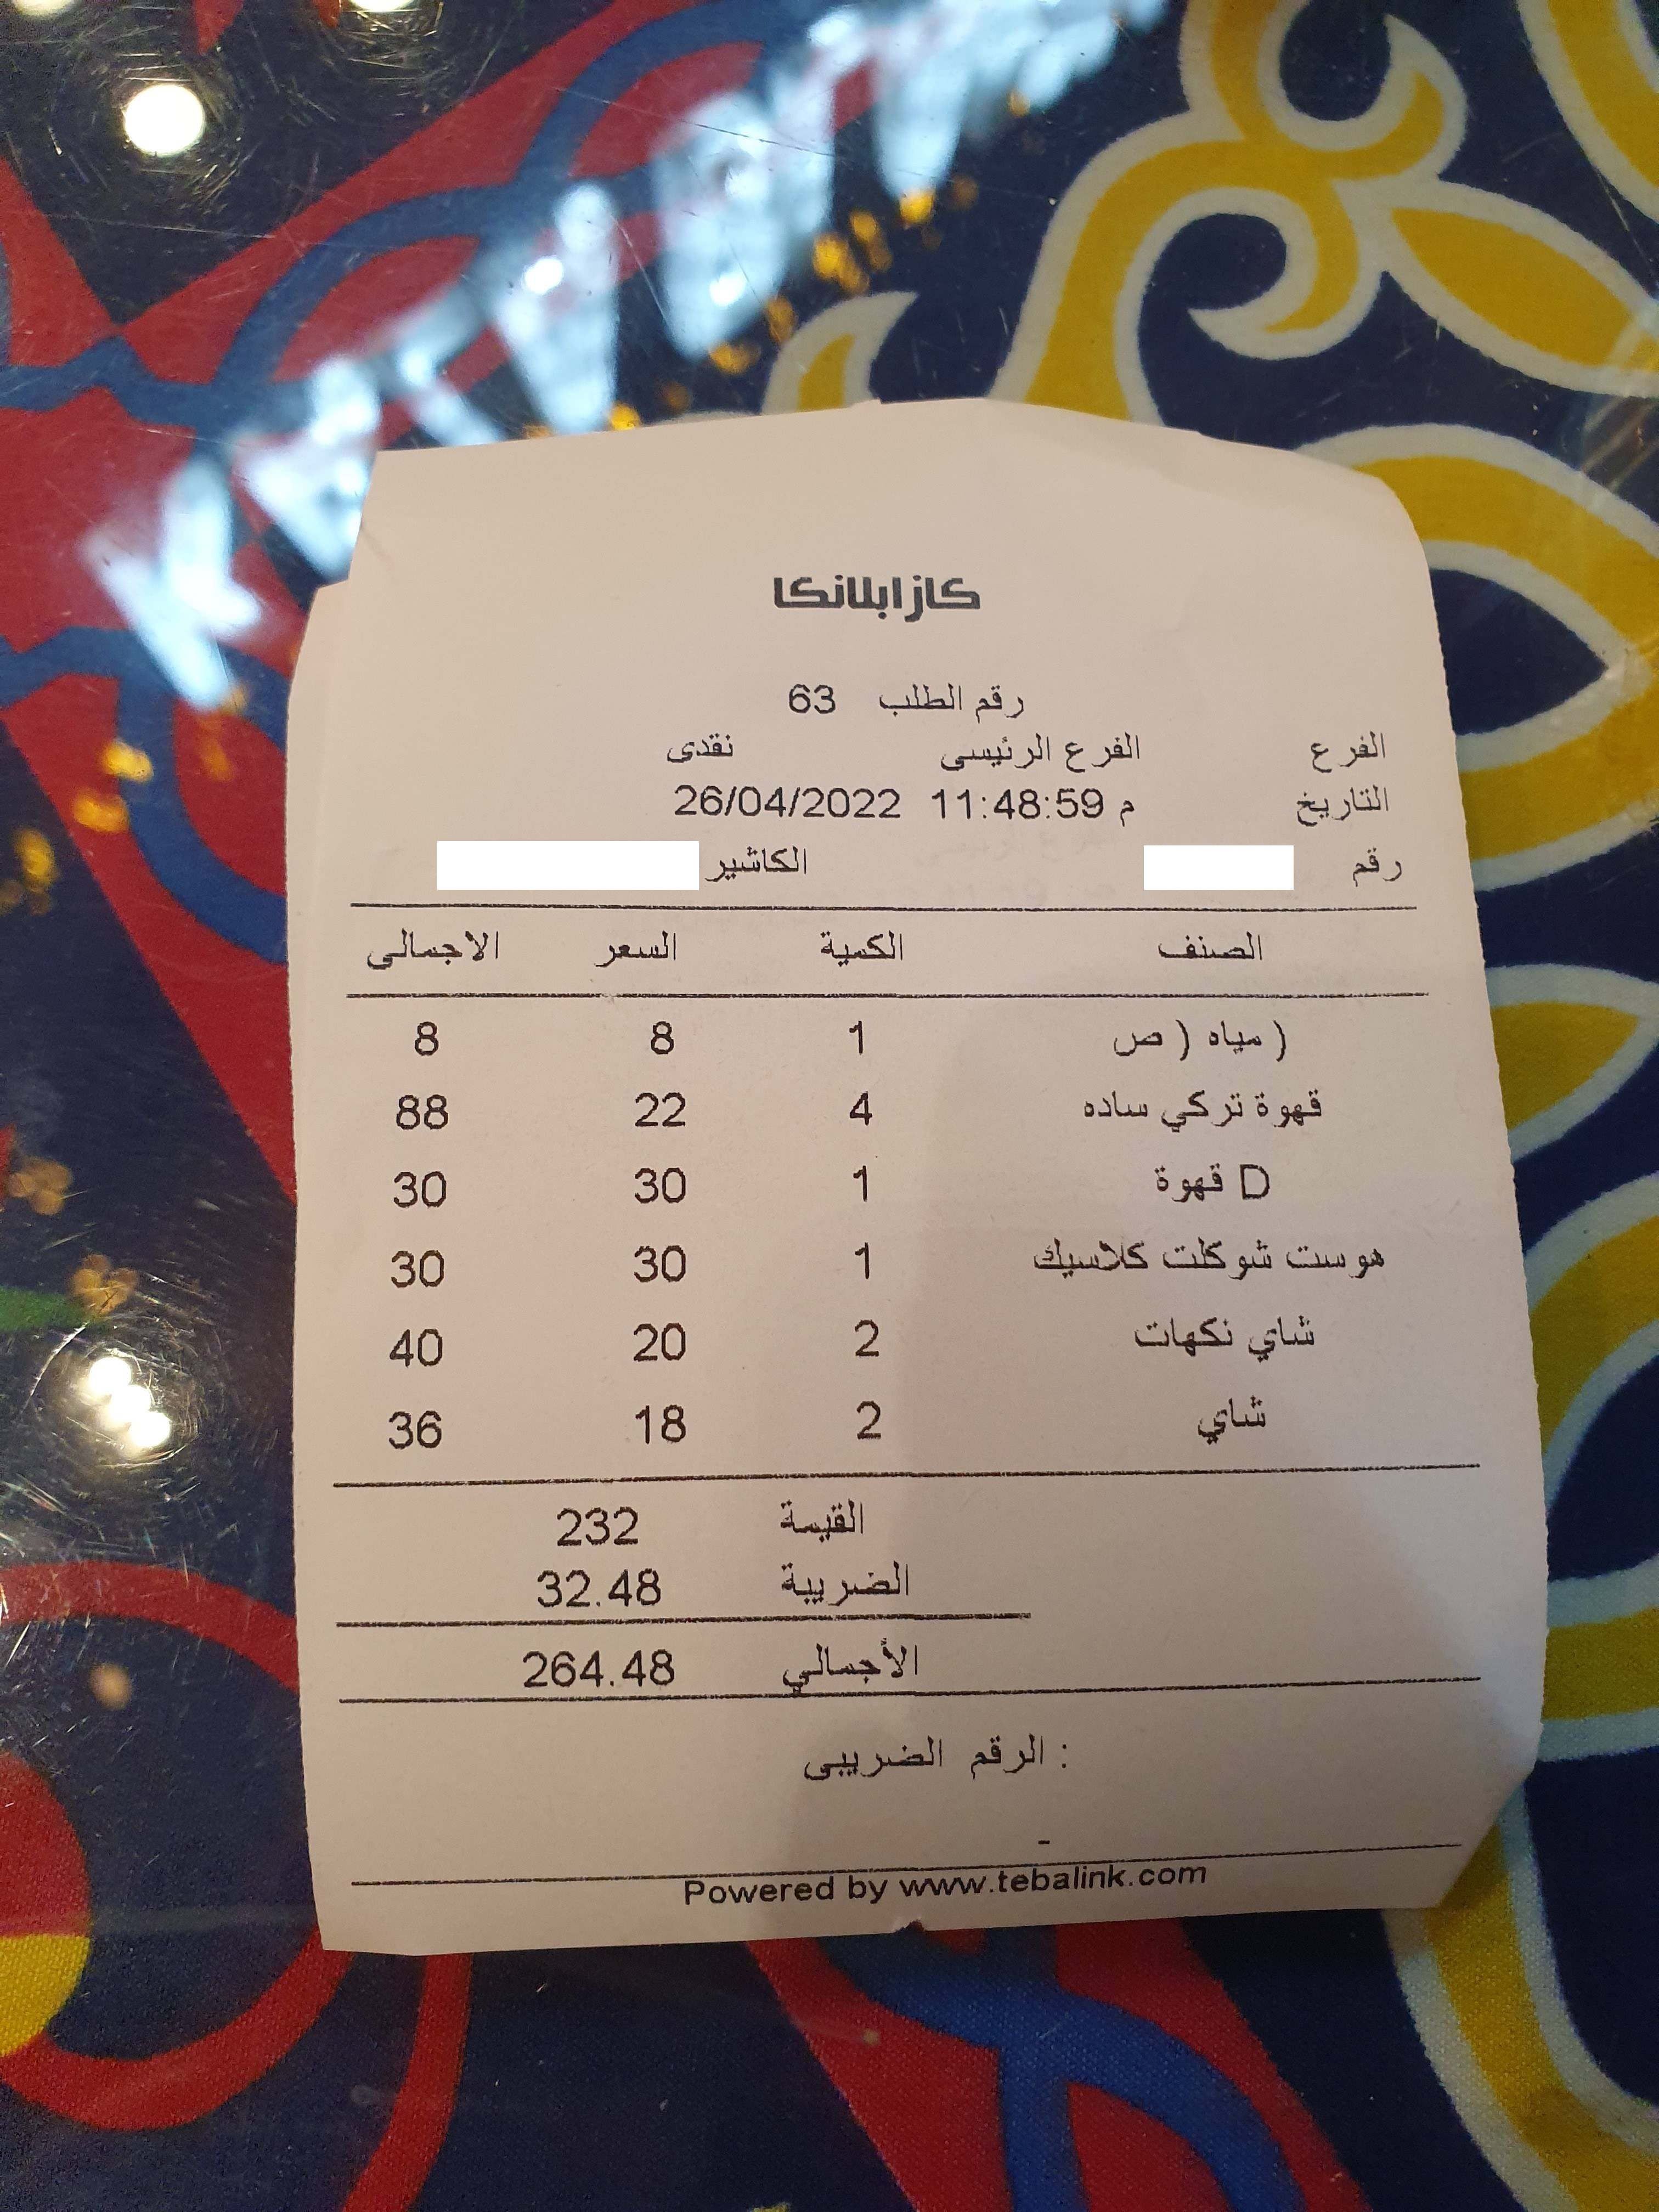 كازابلانكا
رقم الطلب 63
الفرع الفرع الرئيسى نقدى
التاريخ 26/04/2022 11:48:59 م
رقم الكاشير
الصنف الكمية السعر الاجمالى
( مياه ( ص 1 8 8
قهوة تركي ساده 4 22 88
D قهوة 1 30 30
هوست شوكلت كلاسيك 1 30 30
شاي نكهات 2 20 40
شاي 2 18 36
القيمة 232
الضريبة 32.48
الأجمالي 264.48
الرقم الضريبى :
-
Powered by www.tebalink.com